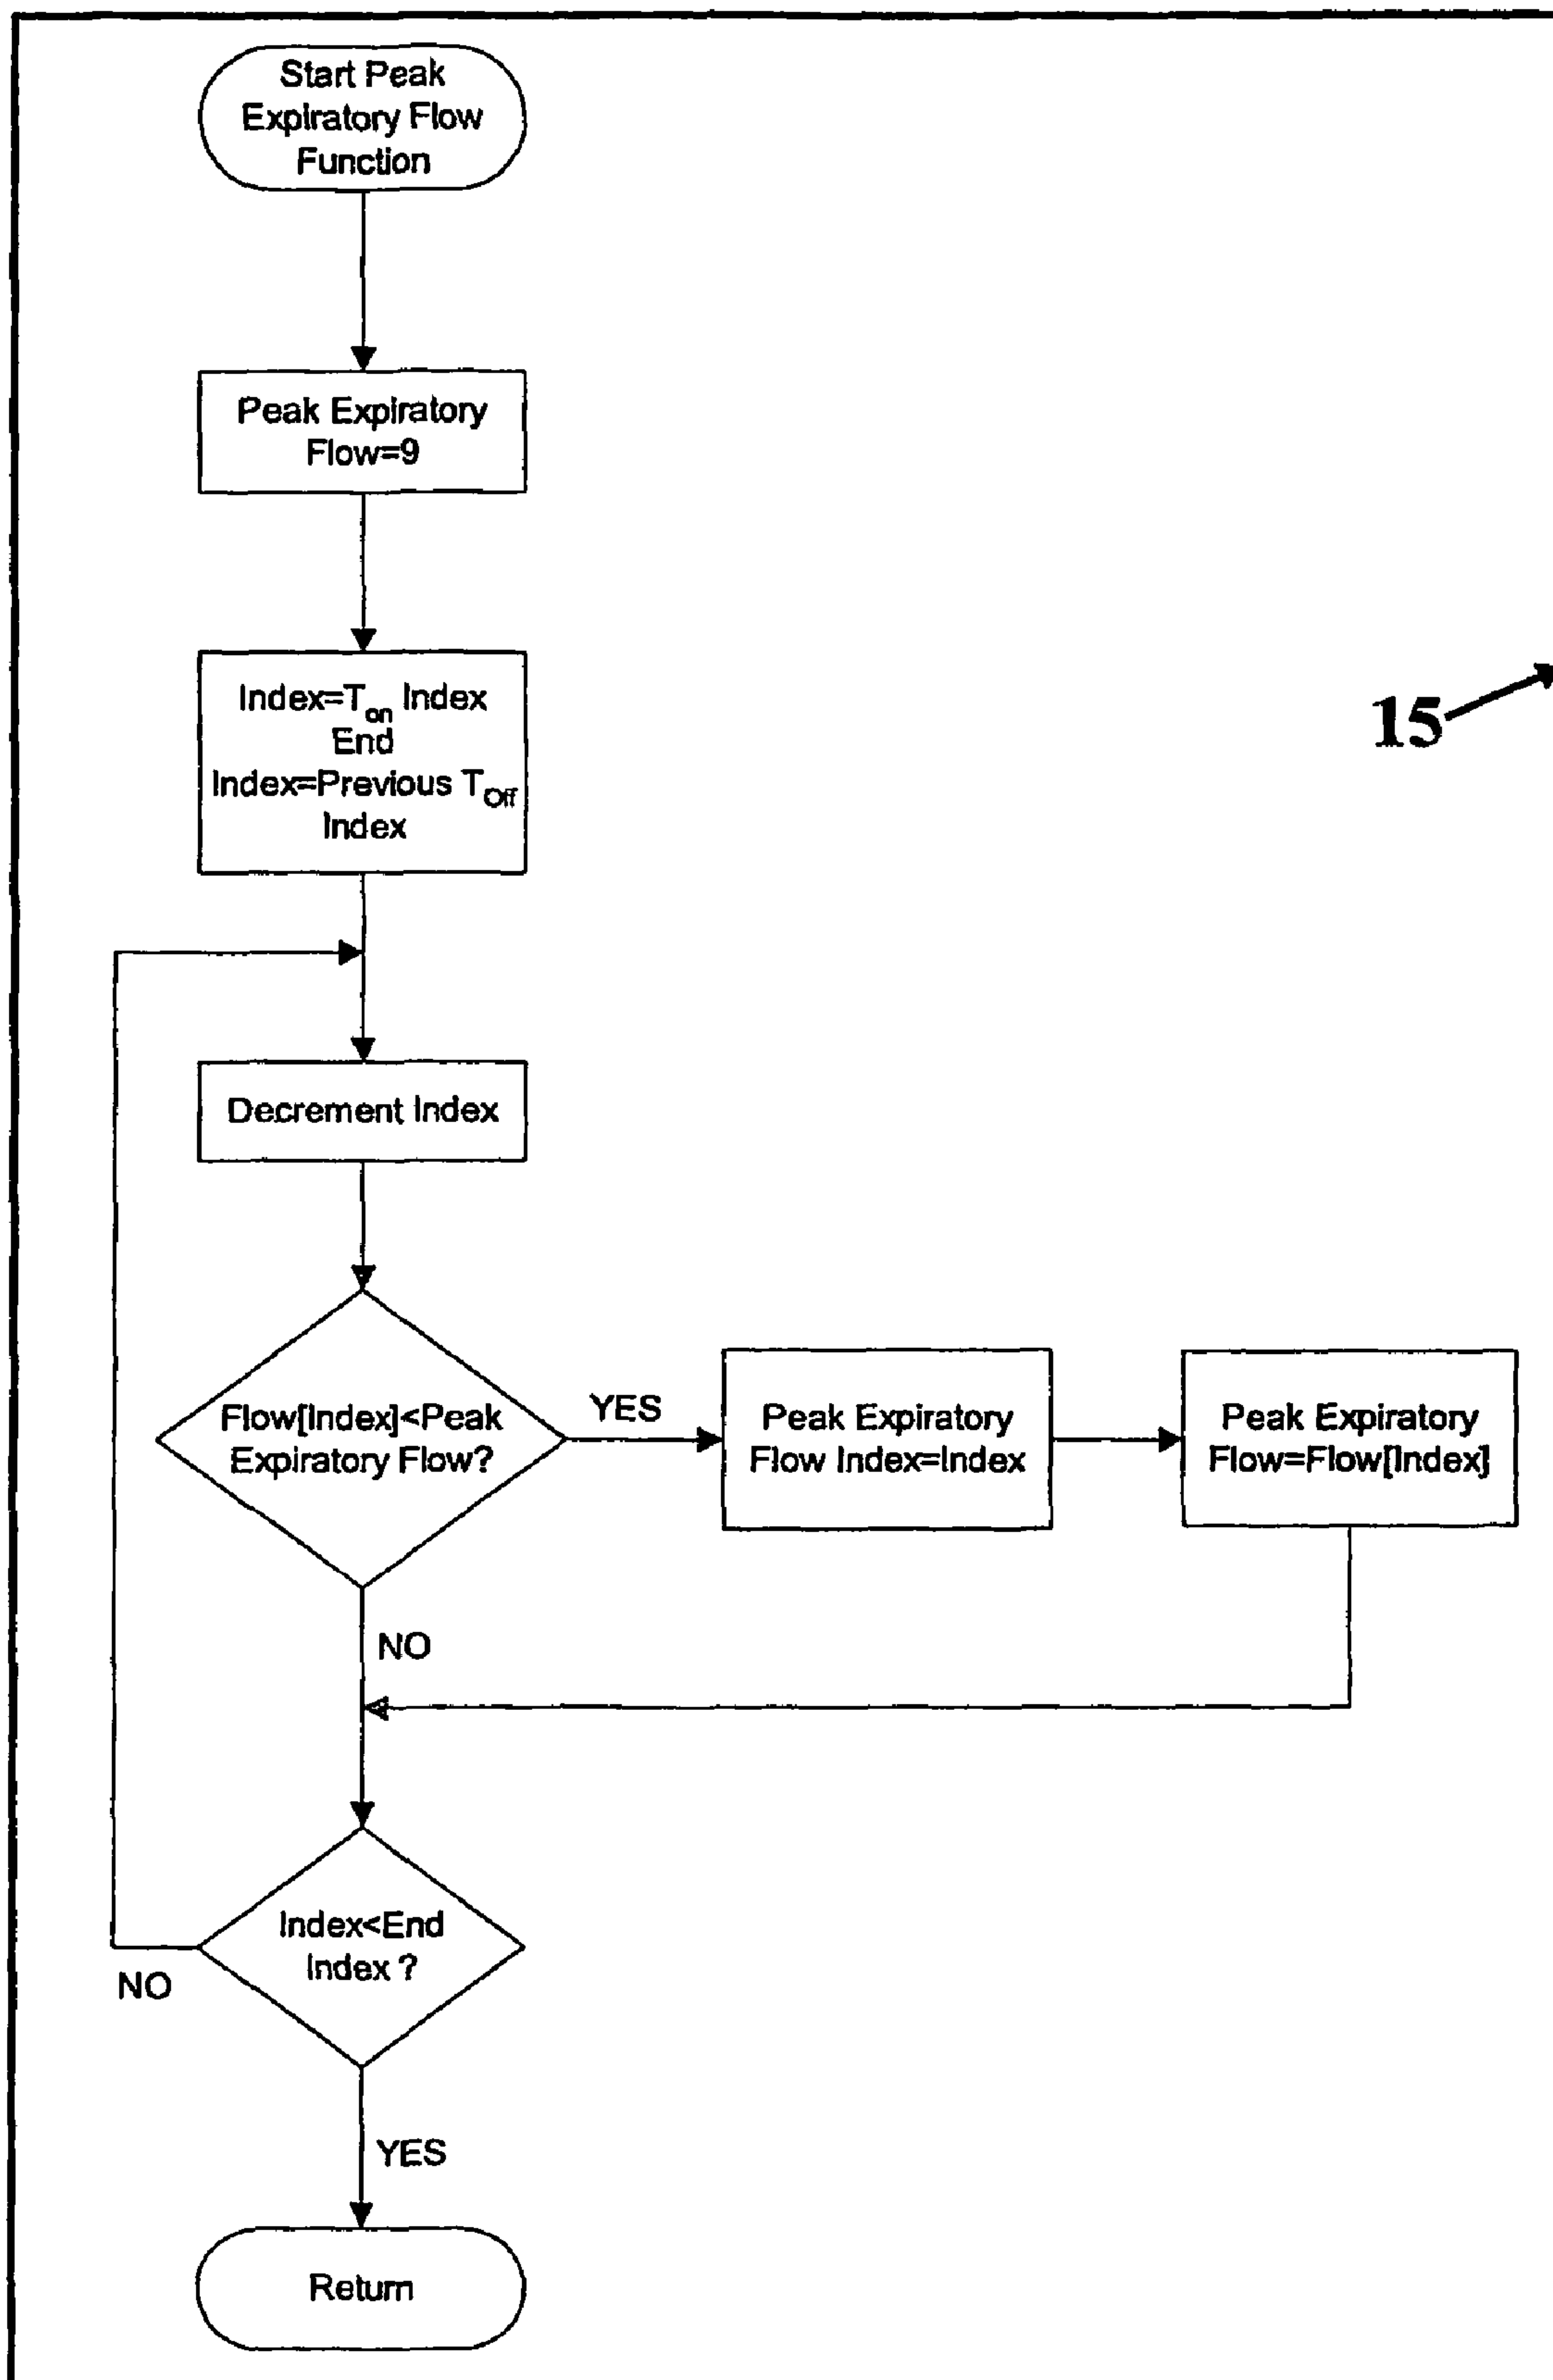 Start Peak
Expiratory Flow
Function
Peak Expiratory
Flow=9
Index=Ton Index
End
Index=Previous TOff
Index
15
Decrement Index
Flow[Index]<Peak
Expiratory Flow?
YES
Peak Expiratory
Flow Index=Index
Peak Expiratory
Flow=Flow[Index]
NO
Index<End
Index ?
NO
YES
Return